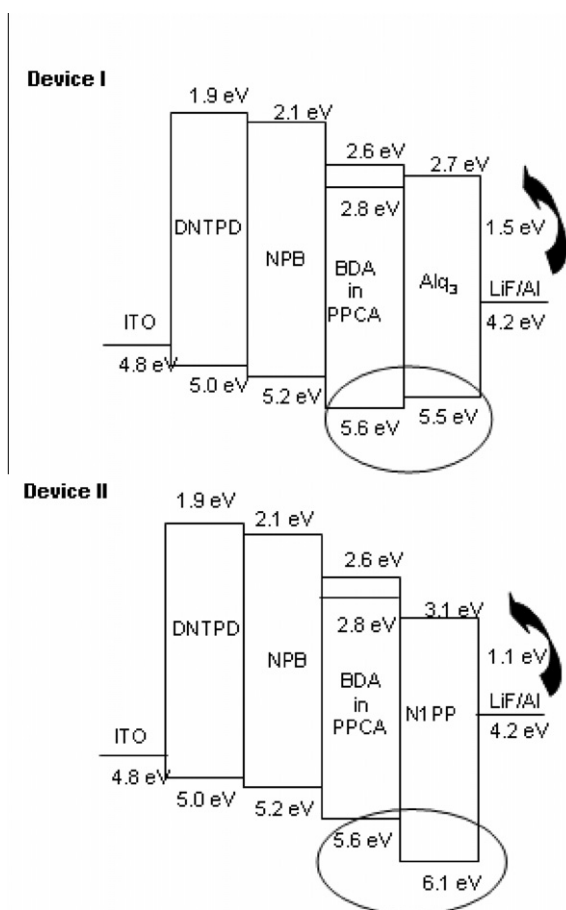 Device I
1.9 eV
2.1 eV
2.6 eV
2.7 eV
2.8 eV
1.5 eV
DNTPD
NPB
BDA
in
PPCA
Alq3
LiF/Al
4.2 eV
ITO
4.8 eV
5.0 eV
5.2 eV
5.6 eV
5.5 eV
Device II
1.9 eV
2.1 eV
2.6 eV
3.1 eV
2.8 eV
1.1 eV
DNTPD
NPB
BDA
in
PPCA
N1PP
LiF/Al
4.2 eV
ITO
4.8 eV
5.0 eV
5.2 eV
5.6 eV
6.1 eV